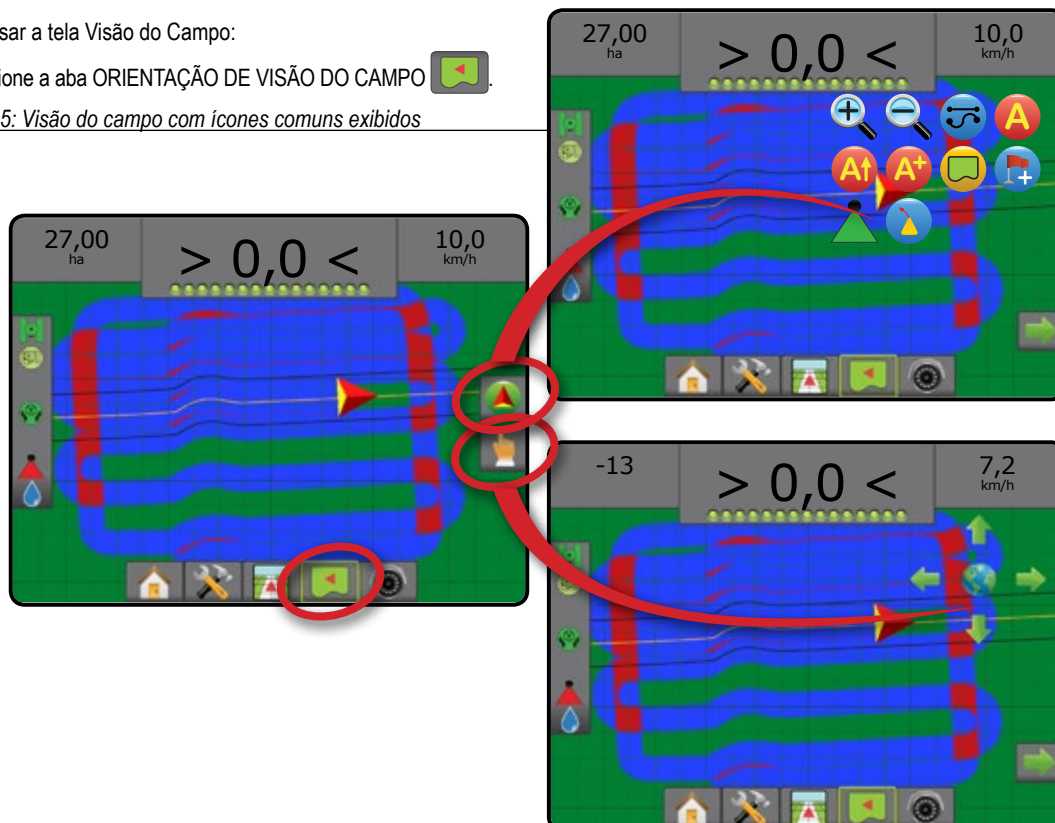 sar a tela Visão do Campo:
ione a aba ORIENTAÇÃO DE VISÃO DO CAMPO.
5: Visão do campo com ícones comuns exibidos
27,00
ha
> 0,0 <
10,0
km/h
A
A↑
A+
27,00
ha
> 0,0 <
10,0
km/h
-13
> 0,0 <
7,2
km/h